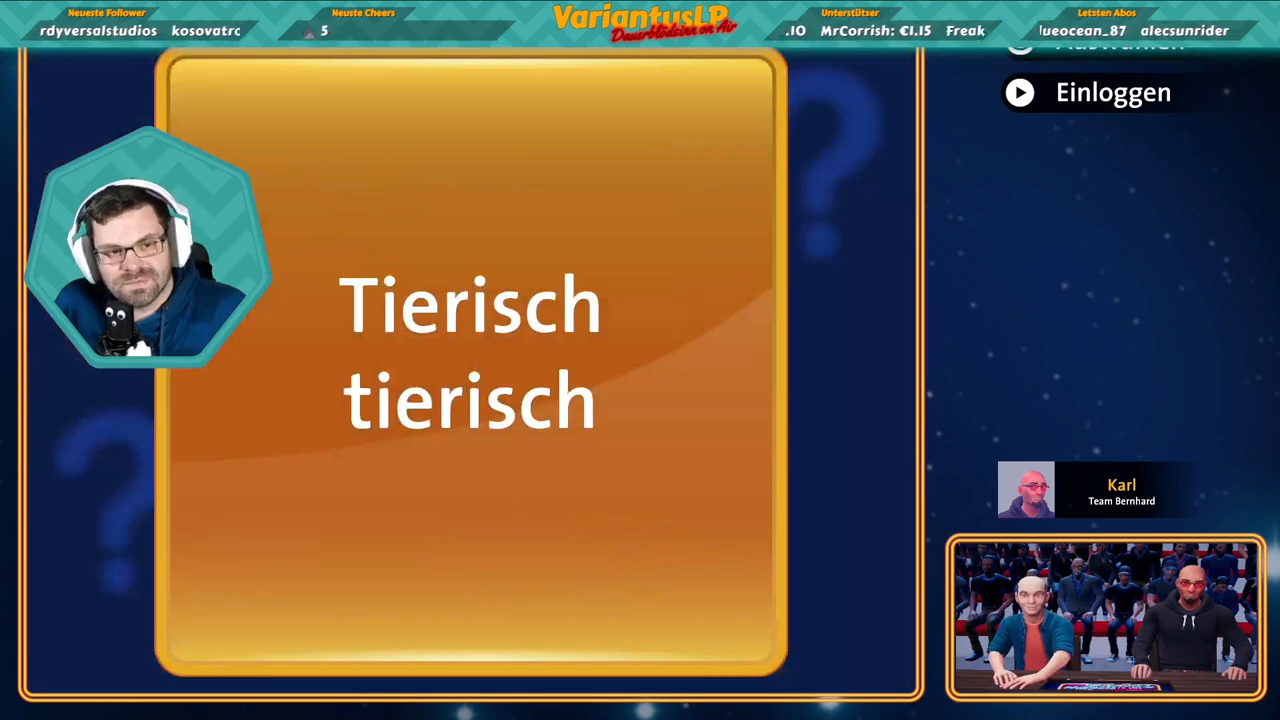 Neueste Follower
rdyversalstudios kosovatrc
Neuste Cheers
5
VariantusLP
Dauerblödsinn on Air
Unterstützer
.10 MrCorrish: €1.15 Freak
Letzten Abos
lueocean_87 alecsunrider
Auswählen
Einloggen
Tierisch
tierisch
Karl
Team Bernhard